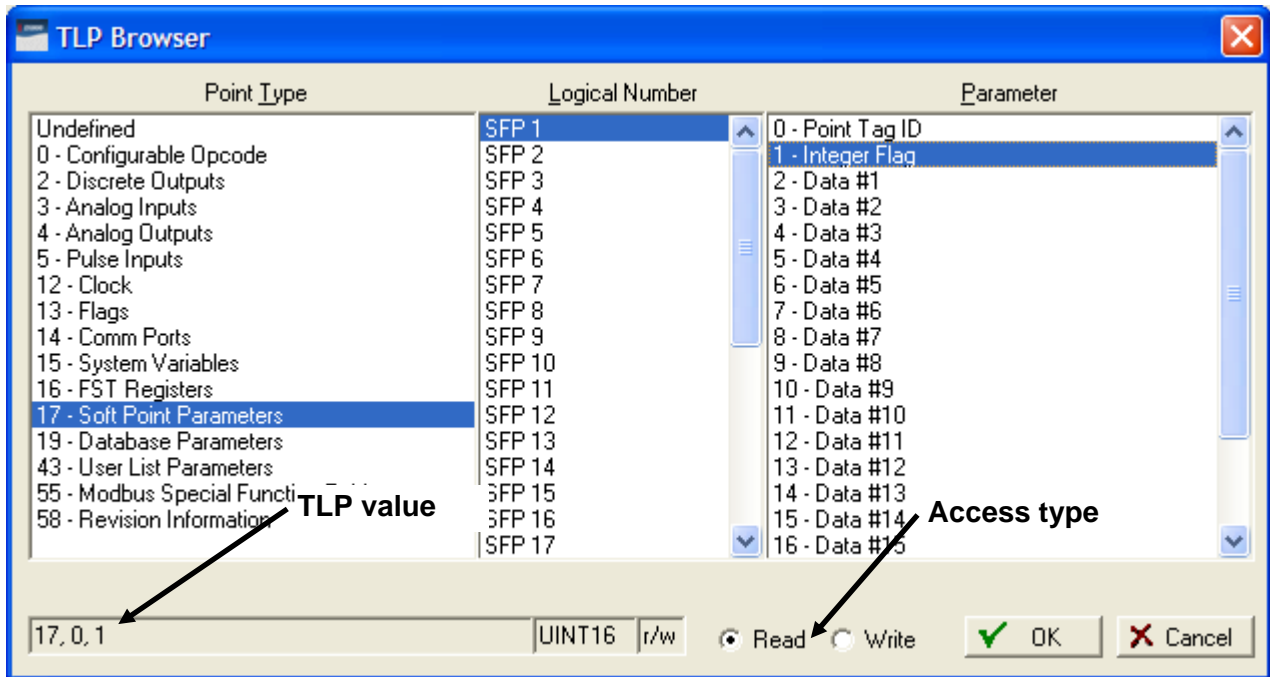 TLP Browser
Point Type
Logical Number
Parameter
Undefined
0 - Configurable Opcode
2 - Discrete Outputs
3 - Analog Inputs
4 - Analog Outputs
5 - Pulse Inputs
12 - Clock
13 - Flags
14 - Comm Ports
15 - System Variables
16 - FST Registers
17 - Soft Point Parameters
19 - Database Parameters
43 - User List Parameters
55 - Modbus Special
58 - Revision Information
SFP 1
SFP 2
SFP 3
SFP 4
SFP 5
SFP 6
SFP 7
SFP 8
SFP 9
SFP 10
SFP 11
SFP 12
SFP 13
SFP 14
SFP 15
SFP 16
SFP 17
0 - Point Tag ID
1 - Integer Flag
2 - Data #1
3 - Data #2
4 - Data #3
5 - Data #4
6 - Data #5
7 - Data #6
8 - Data #7
9 - Data #8
10 - Data #9
11 - Data #10
12 - Data #11
13 - Data #12
14 - Data #13
15 - Data #14
16 - Data #15
TLP value
Access type
17, 0, 1
UINT16
r/w
Read
Write
OK
Cancel